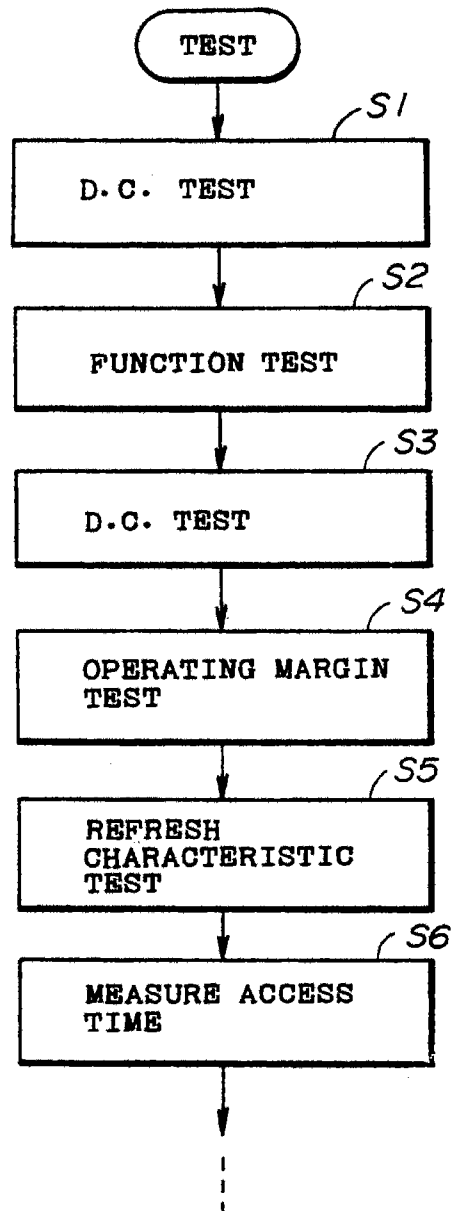 TEST
S1
D.C. TEST
S2
FUNCTION TEST
S3
D.C. TEST
S4
OPERATING MARGIN
TEST
S5
REFRESH
CHARACTERISTIC
TEST
S6
MEASURE ACCESS
TIME